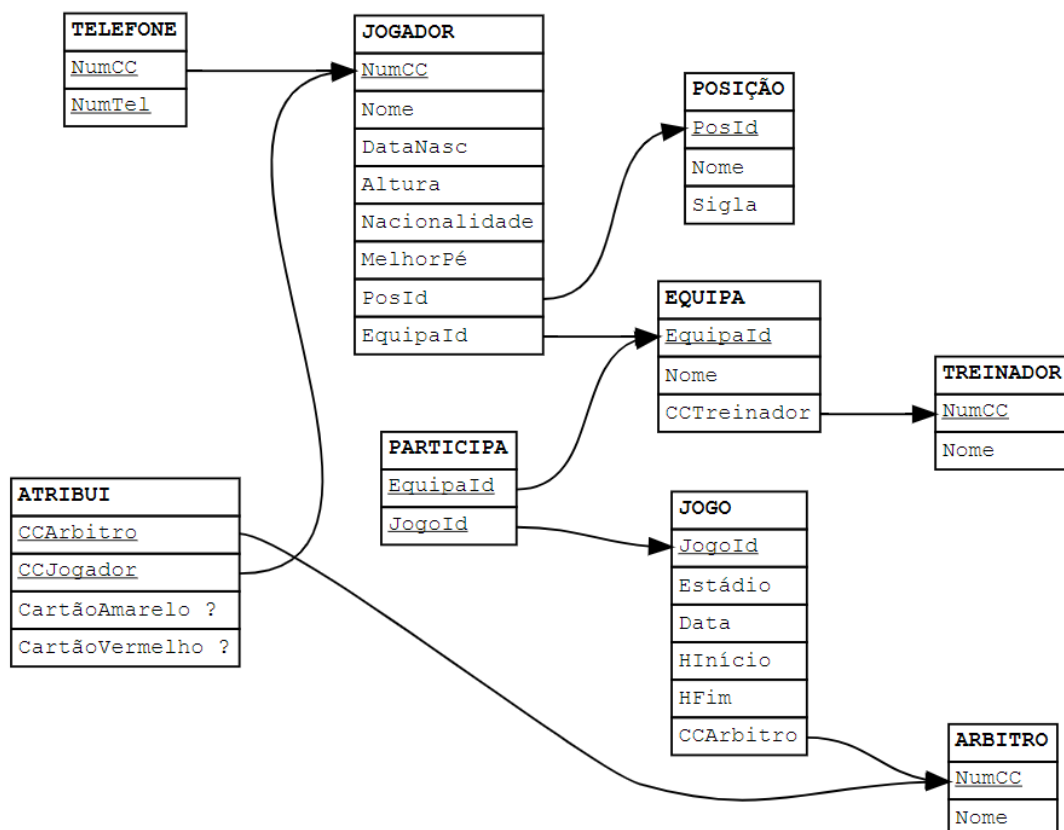 TELEFONE
NumCC
NumTel
JOGADOR
NumCC
Nome
DataNasc
Altura
Nacionalidade
MelhorPé
PosId
EquipaId
POSIÇÃO
PosId
Nome
Sigla
EQUIPA
EquipaId
Nome
CCTreinador
TREINADOR
NumCC
Nome
PARTICIPA
EquipaId
JogoId
ATRIBUI
CCArbitro
CCJogador
CartãoAmarelo ?
CartãoVermelho ?
JOGO
JogoId
Estádio
Data
HInício
HFim
CCArbitro
ARBITRO
NumCC
Nome